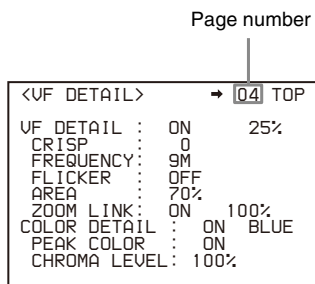 Page number
<VF DETAIL> ➡ 04 TOP
VF DETAIL : ON 25%
CRISP : 0
FREQUENCY: 9M
FLICKER : OFF
AREA : 70%
ZOOM LINK: ON 100%
COLOR DETAIL : ON BLUE
PEAK COLOR : ON
CHROMA LEVEL: 100%